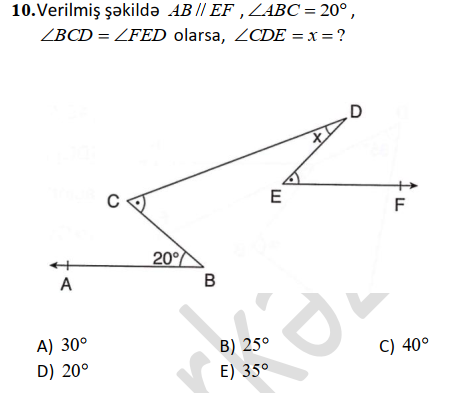 10.Verilmiş şəkildə AB // EF , ∠ABC = 20° ,
∠BCD = ∠FED olarsa, ∠CDE = x = ?
D
x
C
E
F
20°
A
B
A) 30°
B) 25°
C) 40°
D) 20°
E) 35°